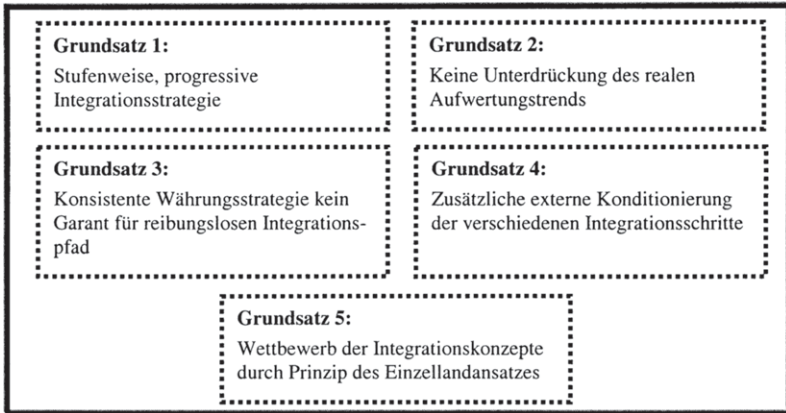 Grundsatz 1:
Stufenweise, progressive
Integrationsstrategie
Grundsatz 2:
Keine Unterdrückung des realen
Aufwertungstrends
Grundsatz 3:
Konsistente Währungsstrategie kein
Garant für reibungslosen Integrations-
pfad
Grundsatz 4:
Zusätzliche externe Konditionierung
der verschiedenen Integrationsschritte
Grundsatz 5:
Wettbewerb der Integrationskonzepte
durch Prinzip des Einzellandansatzes